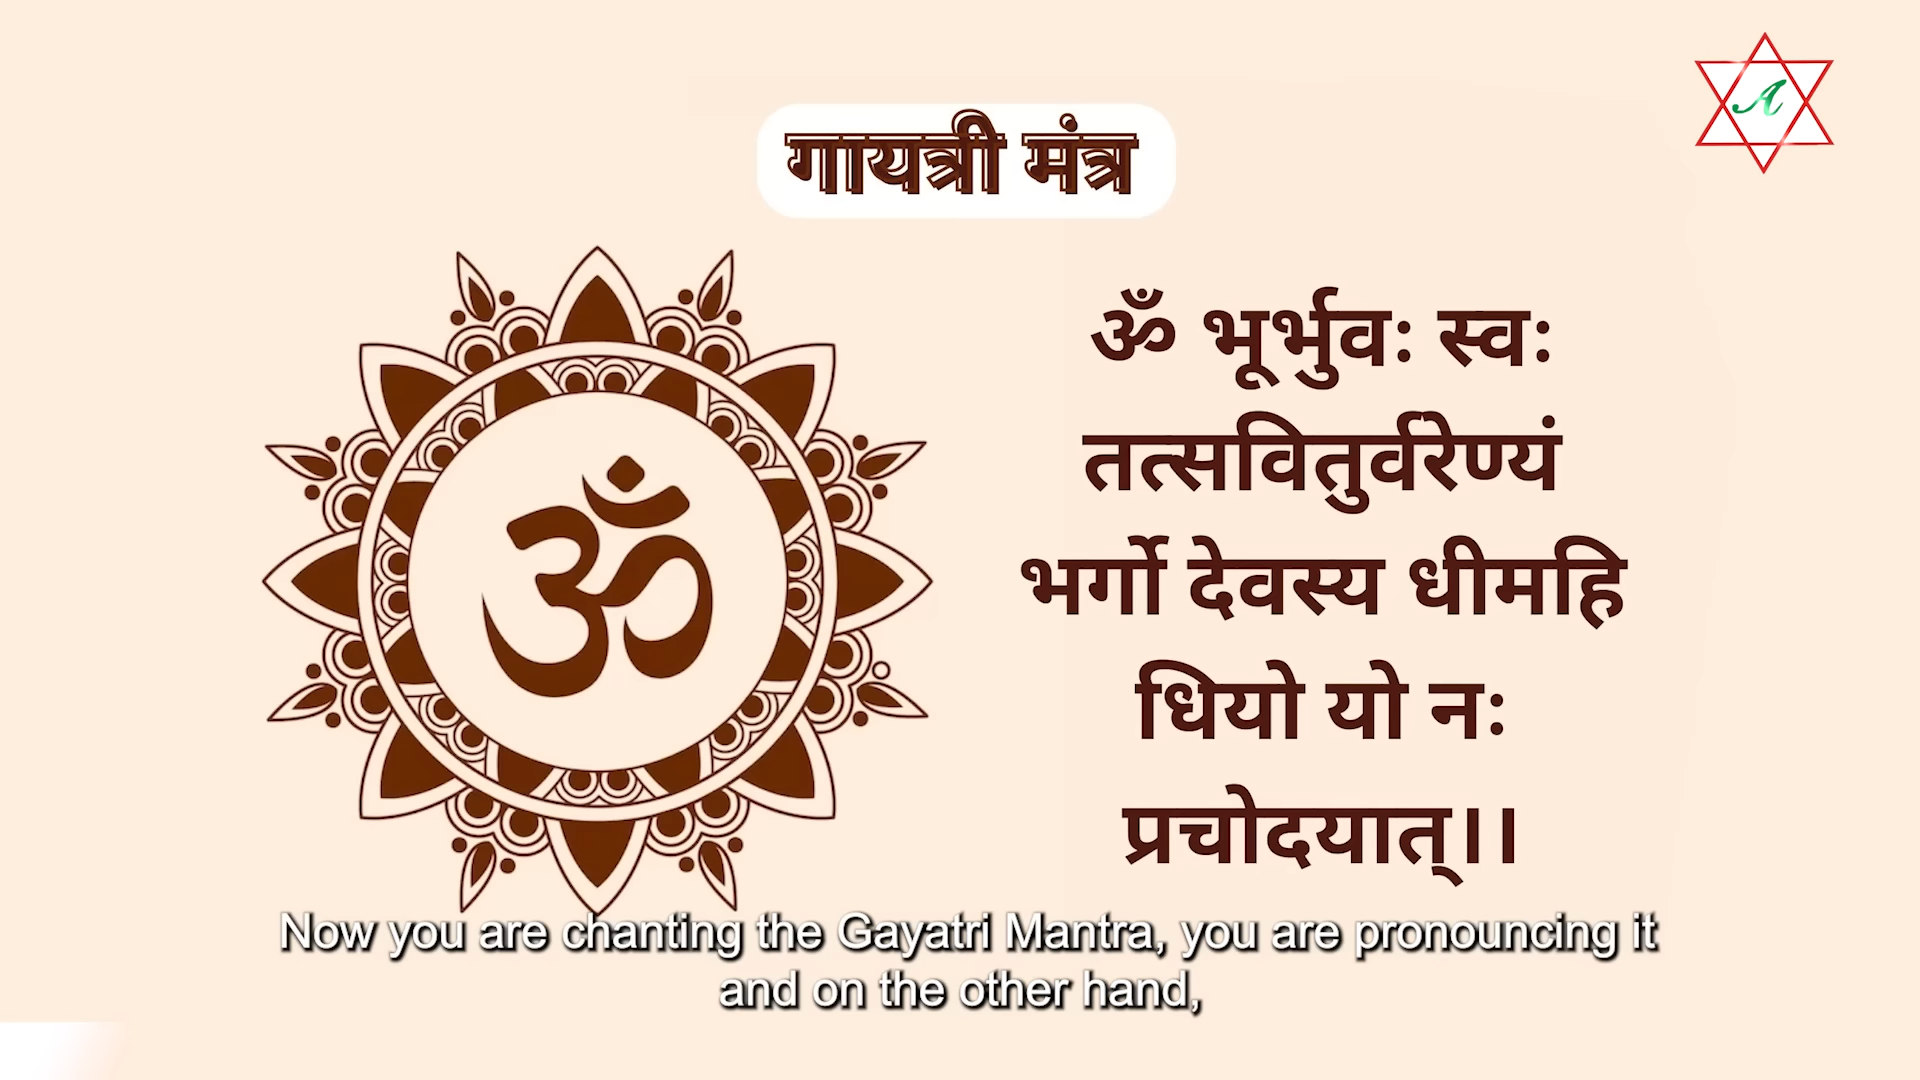 गायत्री मंत्र
A
ॐ
ॐ भूर्भुवः स्वः
तत्सवितुर्वरेण्यं
भर्गो देवस्य धीमहि
धियो यो नः
प्रचोदयात्।।
Now you are chanting the Gayatri Mantra, you are pronouncing it
and on the other hand,